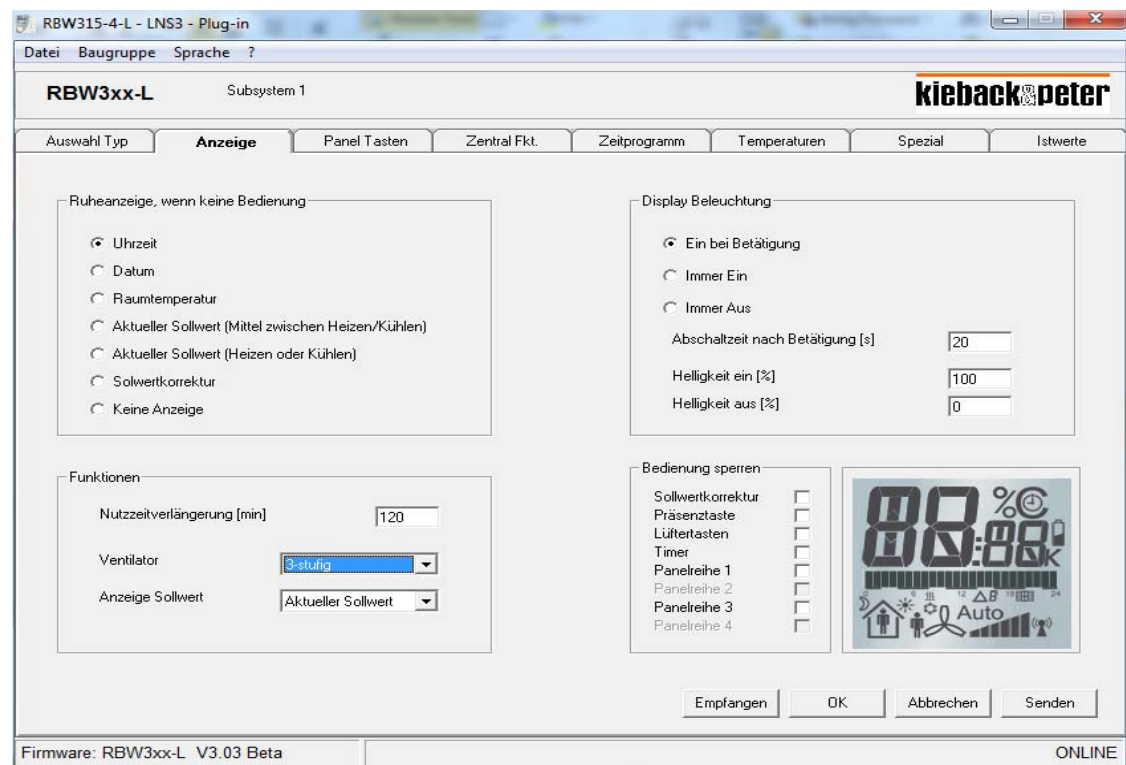 RBW315-4-L - LNS3 - Plug-in
Datei Baugruppe Sprache ?
RBW3xx-L Subsystem 1 kieback&peter
Auswahl Typ Anzeige Panel Tasten Zentral Fkt. Zeitprogramm Temperaturen Spezial Istwerte
Ruheanzeige, wenn keine Bedienung
Uhrzeit
Datum
Raumtemperatur
Aktueller Sollwert (Mittel zwischen Heizen/Kühlen)
Aktueller Sollwert (Heizen oder Kühlen)
Solwertkorrektur
Keine Anzeige
Display Beleuchtung
Ein bei Betätigung
Immer Ein
Immer Aus
Abschaltzeit nach Betätigung [s] 20
Helligkeit ein [%] 100
Helligkeit aus [%] 0
Funktionen
Nutzzeitverlängerung [min] 120
Ventilator 3-stufig
Anzeige Sollwert Aktueller Sollwert
Bedienung sperren
Sollwertkorrektur
Präsenztaste
Lüftertasten
Timer
Panelreihe 1
Panelreihe 2
Panelreihe 3
Panelreihe 4
%
K
0 6 12 18 24
Auto
Empfangen OK Abbrechen Senden
Firmware: RBW3xx-L V3.03 Beta ONLINE